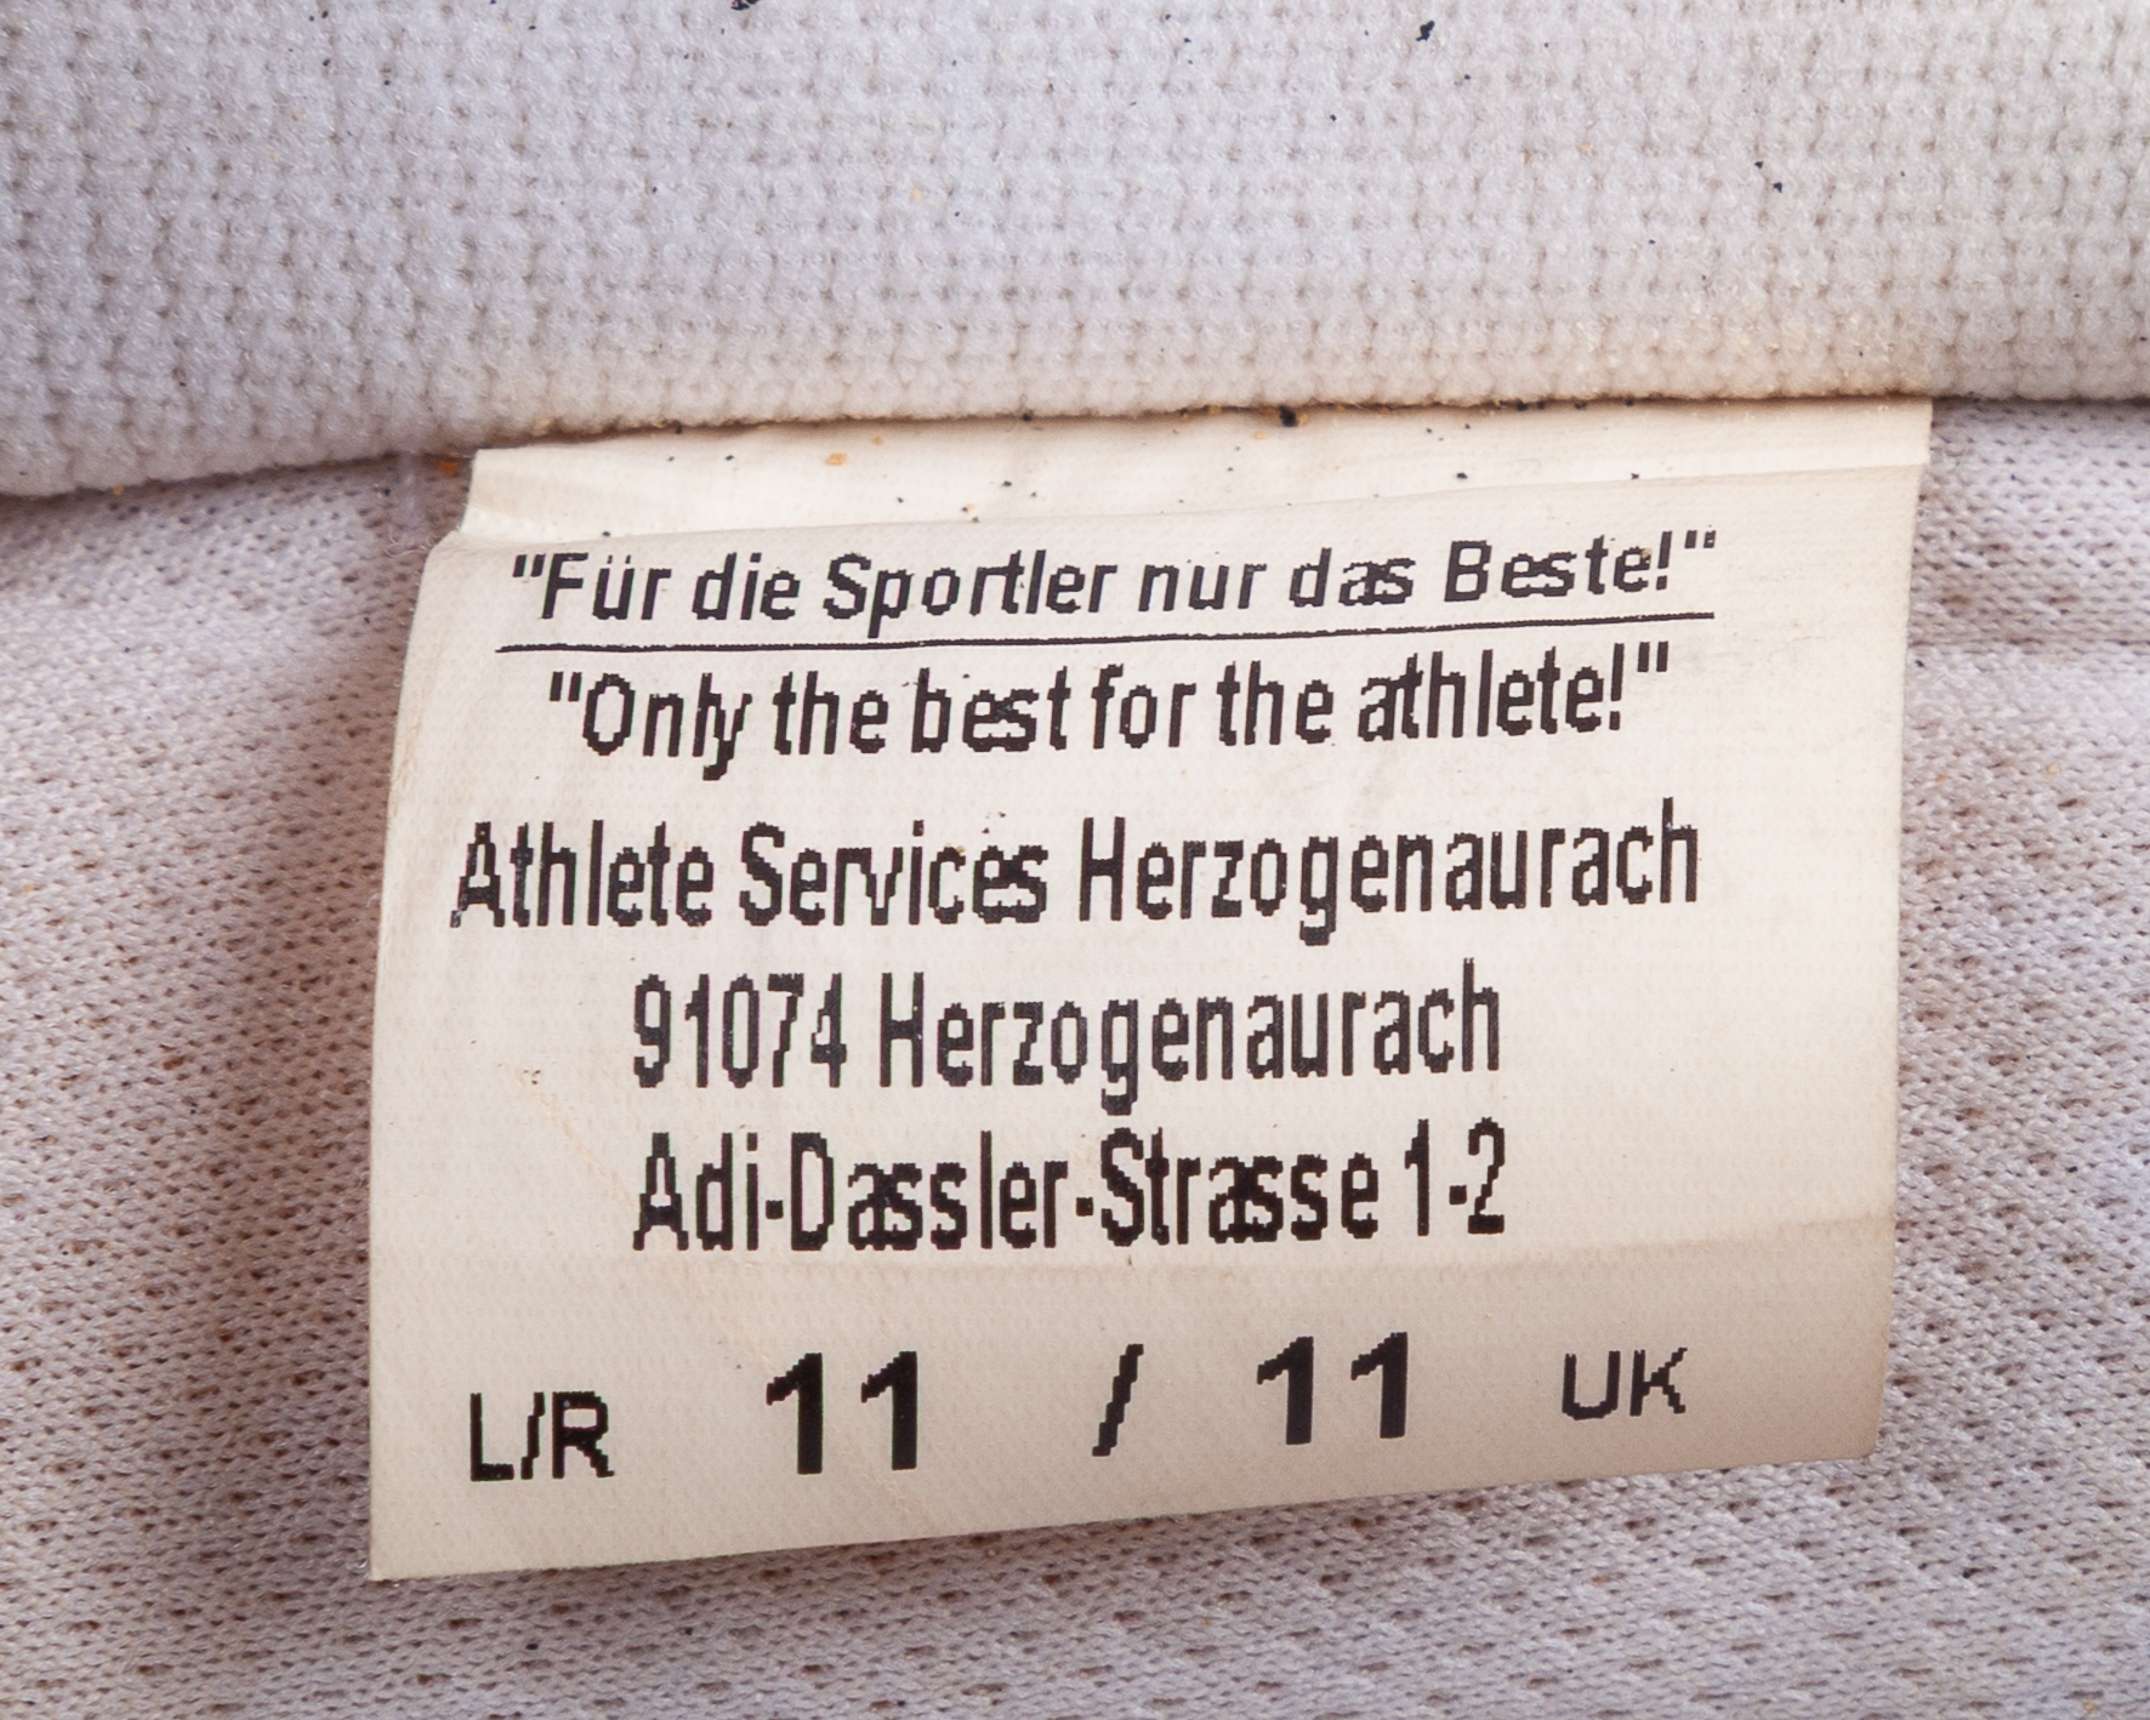 "Für die Sportler nur das Beste!"
"Only the best for the athlete!"
Athlete Services Herzogenaurach
91074 Herzogenaurach
Adi-Dassler-Strasse 1-2
L/R 11 / 11 UK